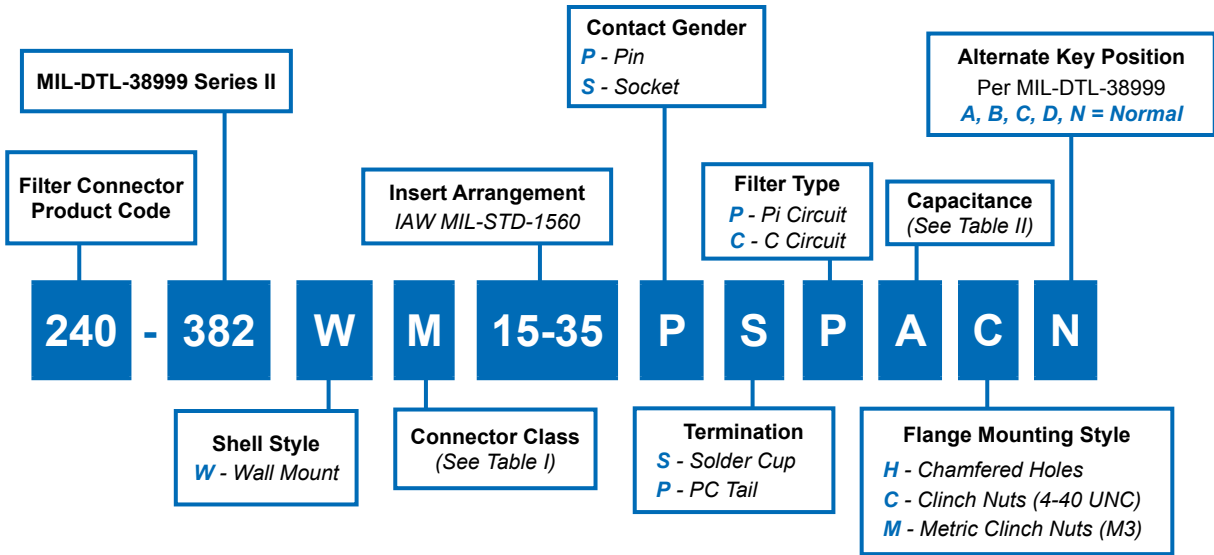 MIL-DTL-38999 Series II
Contact Gender
P - Pin
S - Socket
Alternate Key Position
Per MIL-DTL-38999
A, B, C, D, N = Normal
Filter Connector
Product Code
Insert Arrangement
IAW MIL-STD-1560
Filter Type
P - Pi Circuit
C - C Circuit
Capacitance
(See Table II)
240 - 382 W M 15-35 P S P A C N
Shell Style
W - Wall Mount
Connector Class
(See Table I)
Termination
S - Solder Cup
P - PC Tail
Flange Mounting Style
H - Chamfered Holes
C - Clinch Nuts (4-40 UNC)
M - Metric Clinch Nuts (M3)